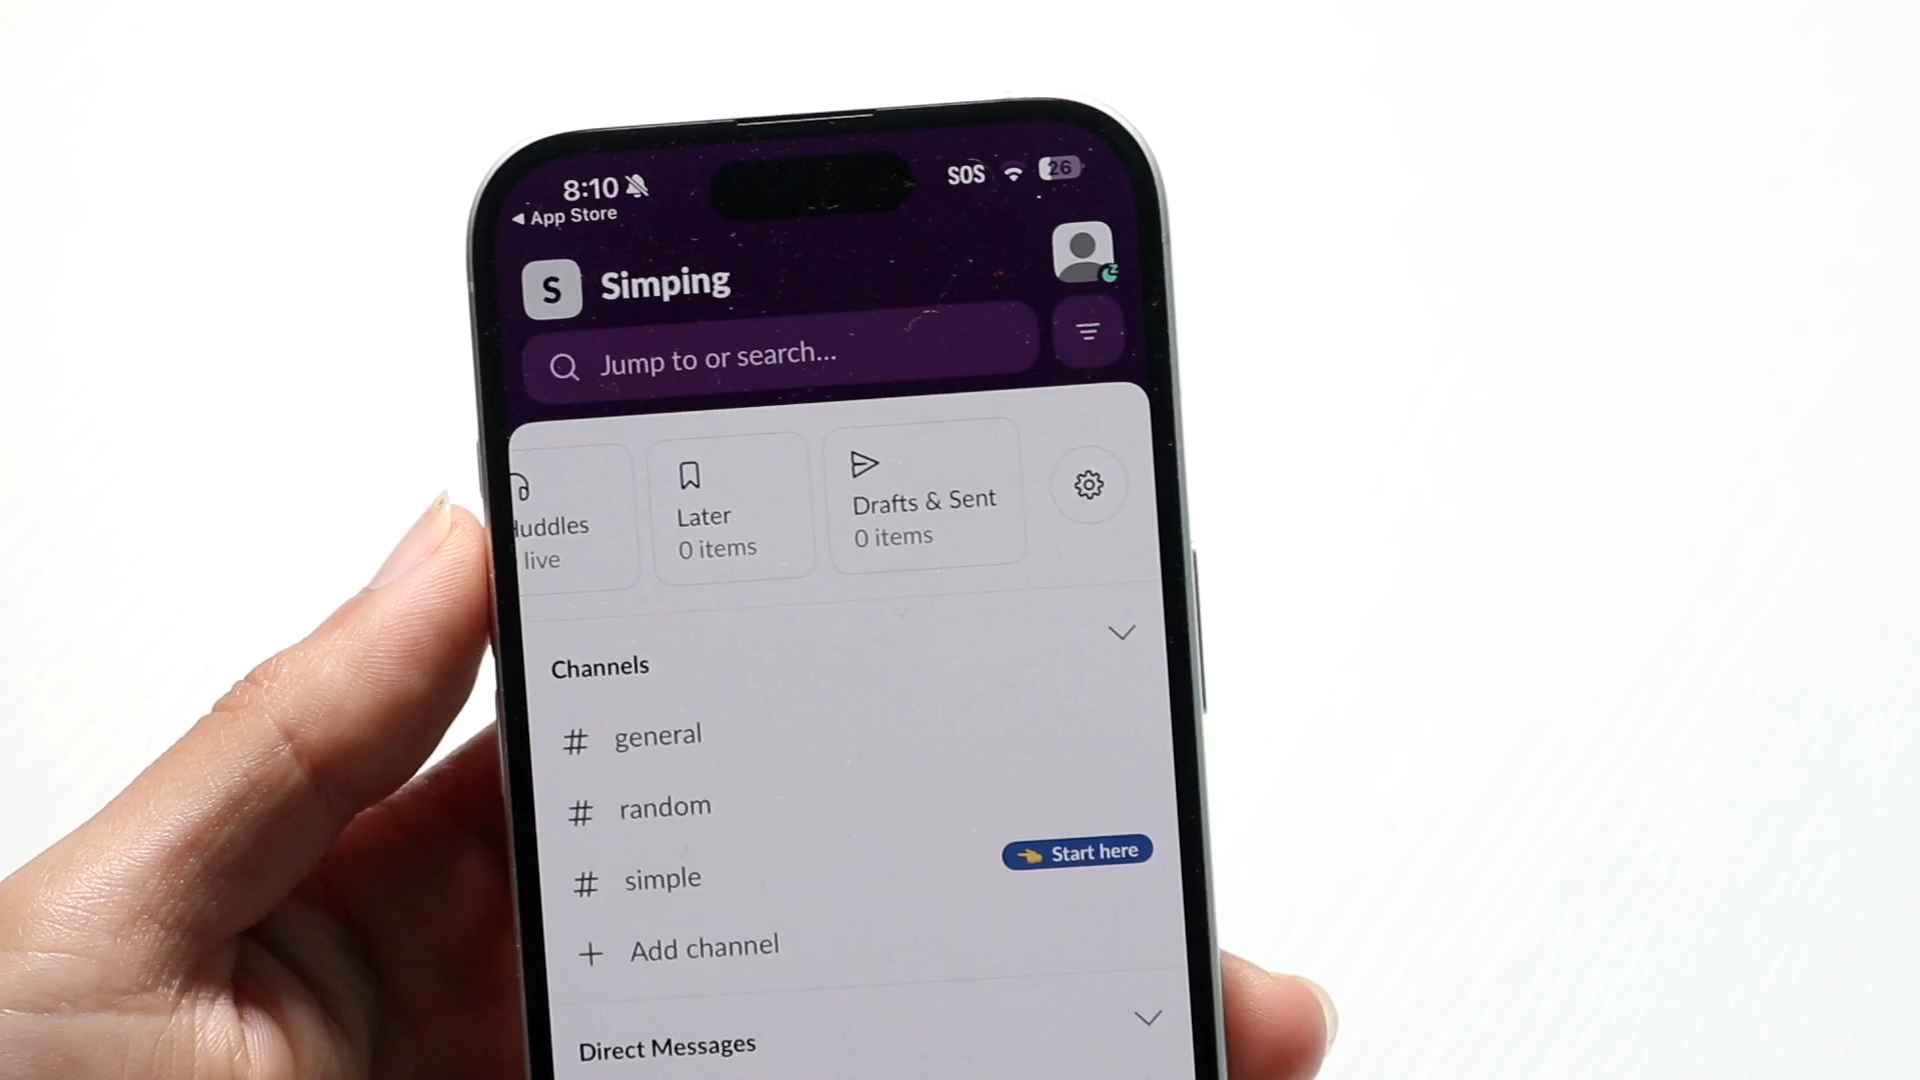 8:10
SOS
26
◀ App Store
S
Simping
Jump to or search...
uddles
live
Later
0 items
Drafts & Sent
0 items
Channels
# general
# random
# simple
Start here
+ Add channel
Direct Messages